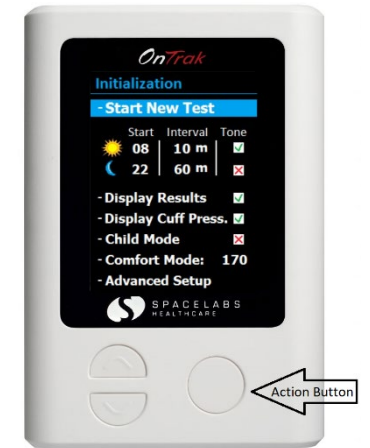 OnTrak
Initialization
- Start New Test
Start Interval Tone
08 10 m
22 60 m
- Display Results
- Display Cuff Press.
- Child Mode
- Comfort Mode: 170
- Advanced Setup
SPACELABS
HEALTHCARE
Action Button